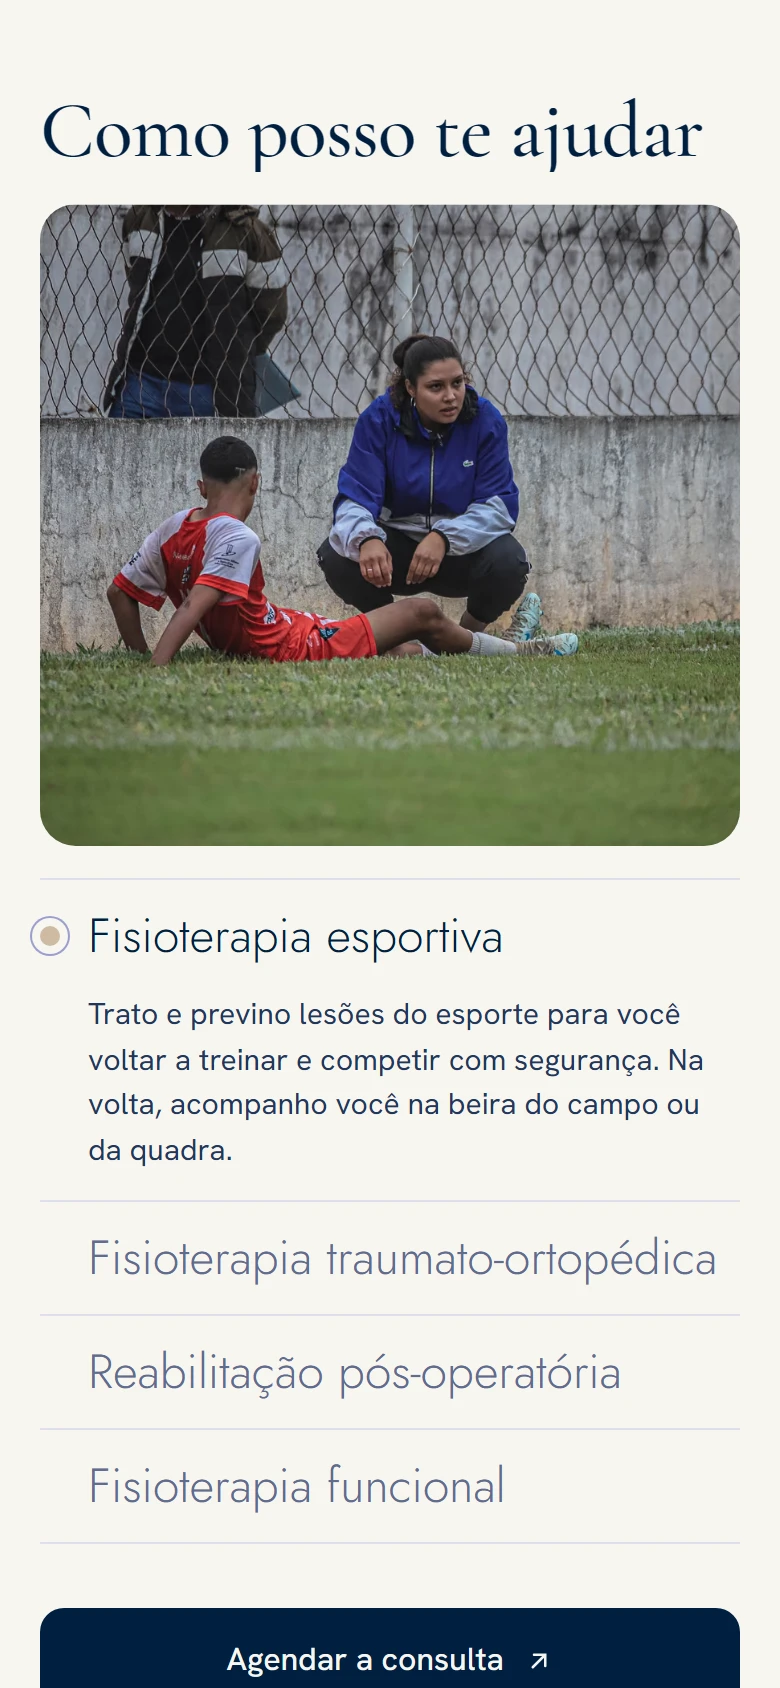 Como posso te ajudar
Fisioterapia esportiva
Trato e previno lesões do esporte para você
voltar a treinar e competir com segurança. Na
volta, acompanho você na beira do campo ou
da quadra.
Fisioterapia traumato-ortopédica
Reabilitação pós-operatória
Fisioterapia funcional
Agendar a consulta